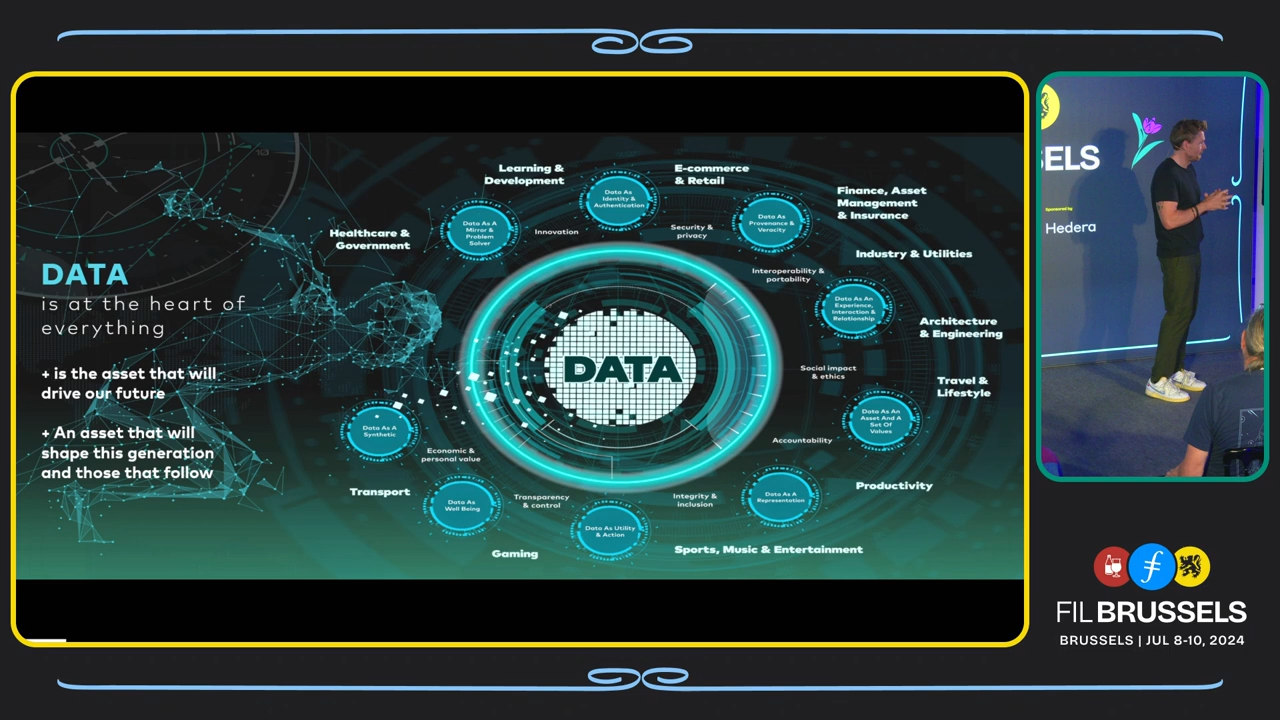 DATA
is at the heart of
everything
+ is the asset that will
drive our future
+ An asset that will
shape this generation
and those that follow
Learning &
Development
E-commerce
& Retail
Finance, Asset
Management
& Insurance
Healthcare &
Government
Industry & Utilities
Architecture
& Engineering
Travel &
Lifestyle
Productivity
Sports, Music & Entertainment
Gaming
Transport
Data As A
Mirror &
Problem
Solver
Data As
Identity &
Authentication
Data As
Provenance &
Veracity
Data As An
Experience,
Interaction &
Relationship
Data As An
Asset And A
Set Of
Values
Data As A
Representation
Data As Utility
& Action
Data As
Well Being
Data As A
Synthetic
Innovation
Security &
privacy
Interoperability &
portability
Social impact
& ethics
Accountability
Integrity &
inclusion
Transparency
& control
Economic &
personal value
DATA
SELS
Sponsored by
Hedera
FIL BRUSSELS
BRUSSELS | JUL 8-10, 2024